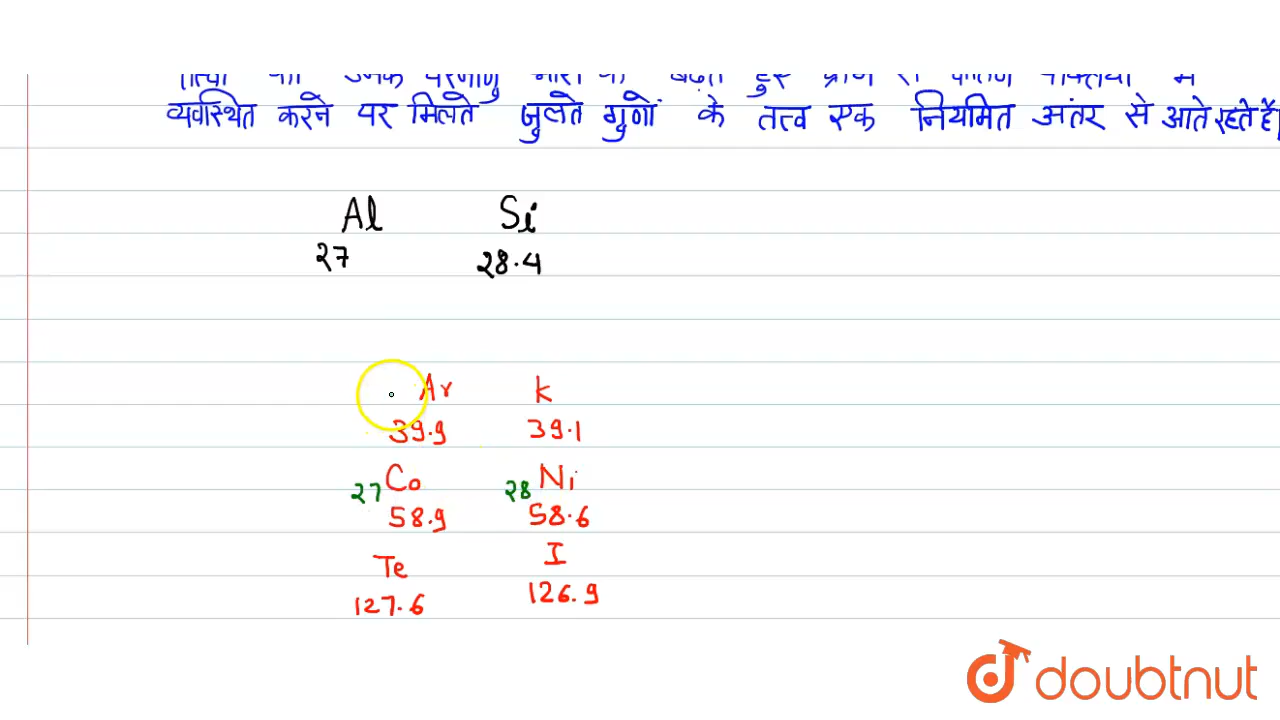 व्यवस्थित करने पर मिलते जुलते गुणों के तत्त्व एक नियमित अंतर से आते रहते हैं|
Al Si
27 28.4
Ar K
39.9 39.1
27 Co 28 Ni
58.9 58.6
Te I
127.6 126.9
doubtnut